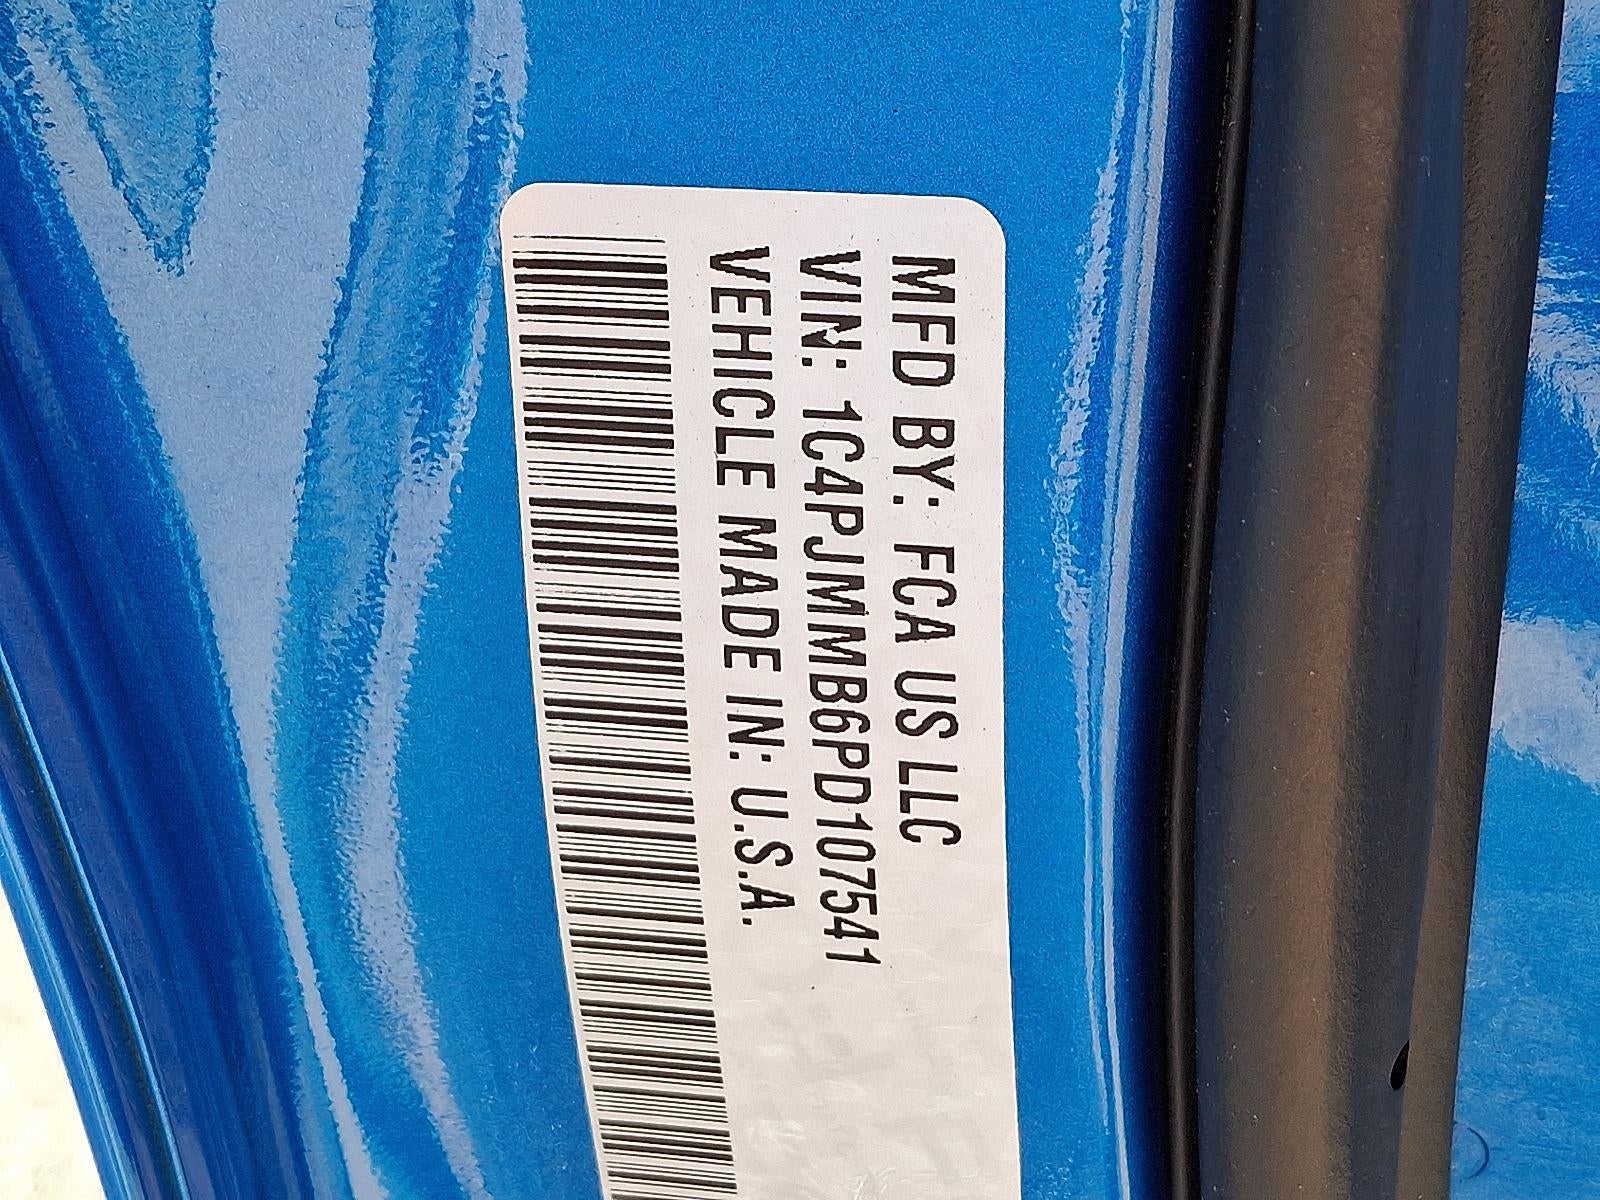 MFD BY: FCA US LLC
VIN: 1C4PJMMB6PD107541
VEHICLE MADE IN: U.S.A.